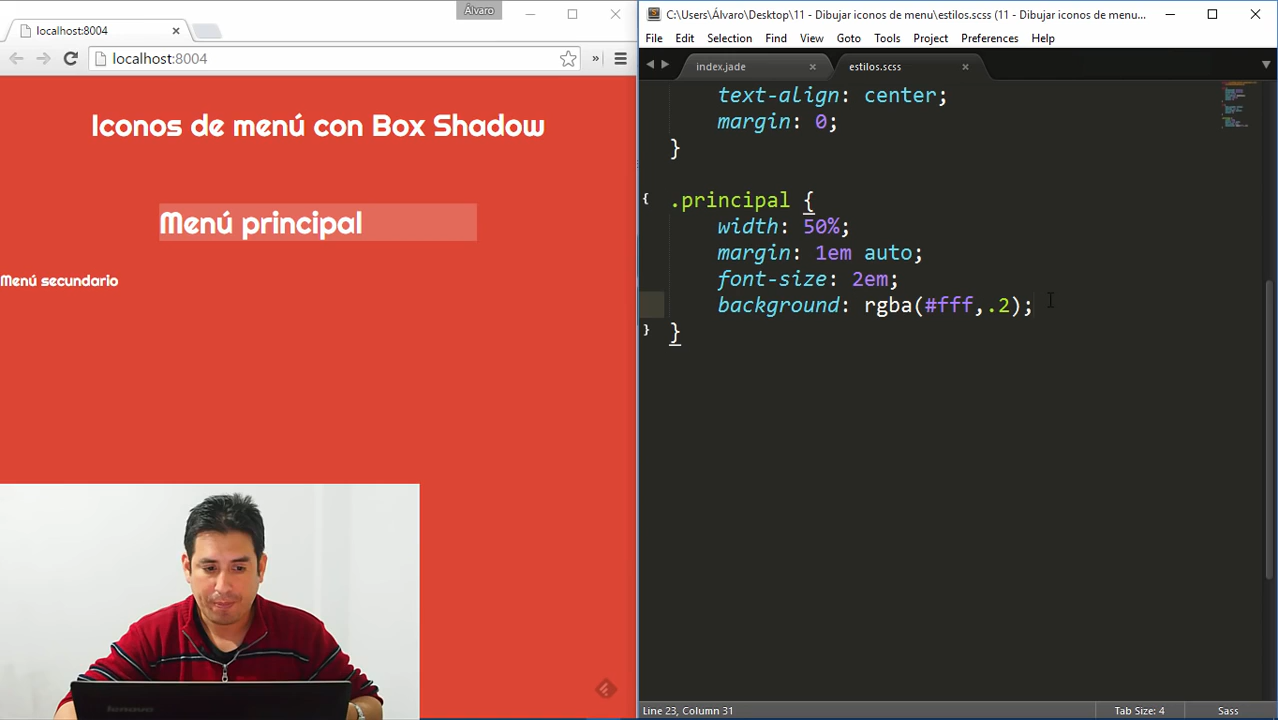 Álvaro
localhost:8004
localhost:8004
»
Iconos de menú con Box Shadow
Menú principal
Menú secundario
lenovo
C:\Users\Álvaro\Desktop\11 - Dibujar iconos de menu\estilos.scss (11 - Dibujar iconos de menu...
File Edit Selection Find View Goto Tools Project Preferences Help
index.jade estilos.scss
text-align: center;
margin: 0;
}
.principal {
width: 50%;
margin: 1em auto;
font-size: 2em;
background: rgba(#fff,.2);
}
Line 23, Column 31 Tab Size: 4 Sass